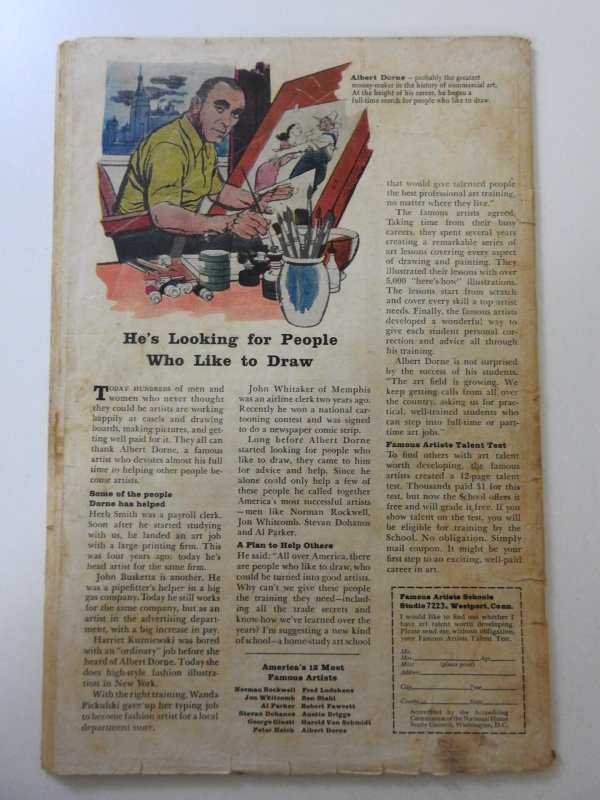 Albert Dorne — probably the greatest
money-maker in the history of commercial art.
At the height of his career, he began a
full-time search for people who like to draw.
He's Looking for People
Who Like to Draw
TODAY HUNDREDS of men and
women who never thought
they could be artists are working
happily at easels and drawing
boards, making pictures, and get-
ting well paid for it. They all can
thank Albert Dorne, a famous
artist who devotes almost his full
time to helping other people be-
come artists.
Some of the people
Dorne has helped
Herb Smith was a payroll clerk.
Soon after he started studying
with us, he landed an art job
with a large printing firm. This
was four years ago; today he's
head artist for the same firm.
John Busketta is another. He
was a pipefitter's helper in a big
gas company. Today he still works
for the same company, but as an
artist in the advertising depart-
ment, with a big increase in pay.
Harriet Kuzniewski was bored
with an "ordinary" job before she
heard of Albert Dorne. Today she
does high-style fashion illustra-
tion in New York.
With the right training, Wanda
Pickulski gave up her typing job
to become fashion artist for a local
department store.
John Whitaker of Memphis
was an airline clerk two years ago.
Recently he won a national car-
tooning contest and was signed
to do a newspaper comic strip.
Long before Albert Dorne
started looking for people who
like to draw, they came to him
for advice and help. Since he
alone could only help a few of
these people he called together
America's most successful artists
—men like Norman Rockwell,
Jon Whitcomb, Stevan Dohanos
and Al Parker.
A Plan to Help Others
He said: "All over America, there
are people who like to draw, who
could be turned into good artists.
Why can't we give these people
the training they need—includ-
ing all the trade secrets and
know-how we've learned over the
years? I'm suggesting a new kind
of school—a home-study art school
America's 12 Most
Famous Artists
Norman Rockwell Fred Ludekens
Jon Whitcomb Ben Stahl
Al Parker Robert Fawcett
Stevan Dohanos Austin Briggs
George Giusti Harold Von Schmidt
Peter Helck Albert Dorne
that would give talented people
the best professional art training,
no matter where they live."
The famous artists agreed.
Taking time from their busy
careers, they spent several years
creating a remarkable series of
art lessons covering every aspect
of drawing and painting. They
illustrated their lessons with over
5,000 "here's-how" illustrations.
The lessons start from scratch
and cover every skill a top artist
needs. Finally, the famous artists
developed a wonderful way to
give each student personal cor-
rection and advice all through
his training.
Albert Dorne is not surprised
by the success of his students.
"The art field is growing. We
keep getting calls from all over
the country, asking us for prac-
tical, well-trained students who
can step into full-time or part-
time art jobs."
Famous Artists Talent Test
To find others with art talent
worth developing, the famous
artists created a 12-page talent
test. Thousands paid $1 for this
test, but now the School offers it
free and will grade it free. If you
show talent on the test, you will
be eligible for training by the
School. No obligation. Simply
mail coupon. It might be your
first step to an exciting, well-paid
career in art.
Famous Artists Schools
Studio 7223, Westport, Conn.
I would like to find out whether I
have art talent worth developing.
Please send me, without obligation,
your Famous Artists Talent Test.
Mr.
Mrs. Age
Miss (please print)
Address
City Zone
County State
Accredited by the Accrediting
Commission of the National Home
Study Council, Washington, D.C.